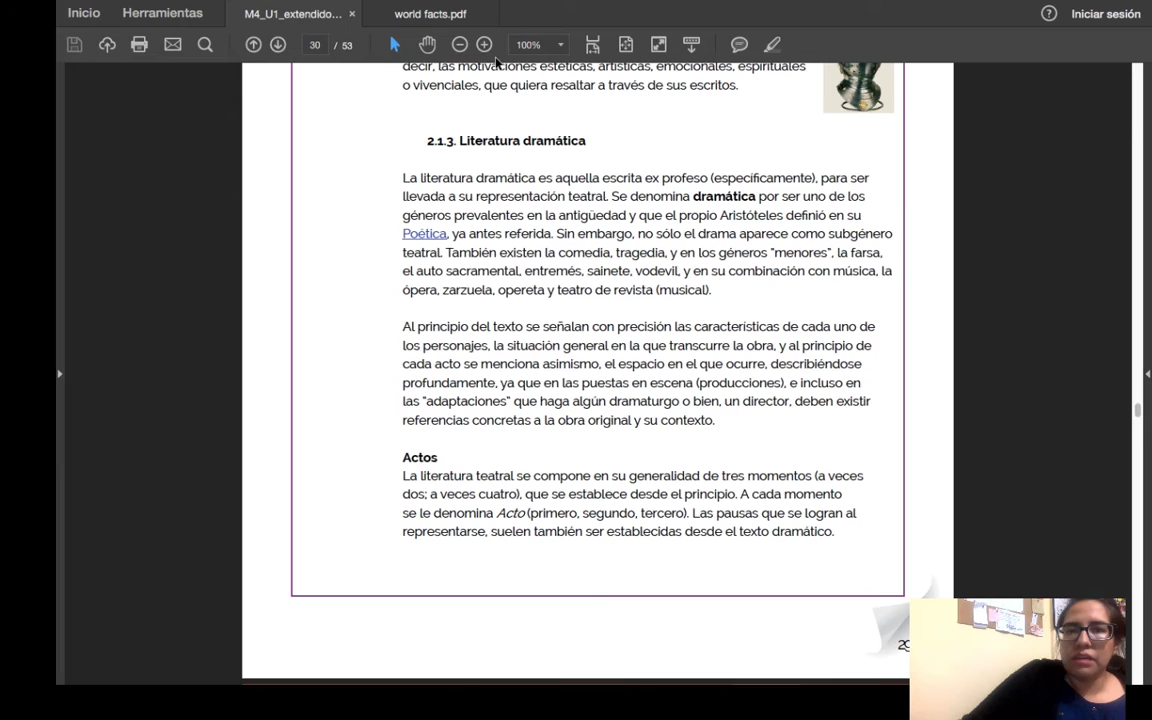 Inicio Herramientas M4_U1_extendido... × world facts.pdf Iniciar sesión
30 / 53 100%
decir, las motivaciones estéticas, artísticas, emocionales, espirituales
o vivenciales, que quiera resaltar a través de sus escritos.
2.1.3. Literatura dramática
La literatura dramática es aquella escrita ex profeso (específicamente), para ser
llevada a su representación teatral. Se denomina dramática por ser uno de los
géneros prevalentes en la antigüedad y que el propio Aristóteles definió en su
Poética, ya antes referida. Sin embargo, no sólo el drama aparece como subgénero
teatral. También existen la comedia, tragedia, y en los géneros "menores", la farsa,
el auto sacramental, entremés, sainete, vodevil, y en su combinación con música, la
ópera, zarzuela, opereta y teatro de revista (musical).
Al principio del texto se señalan con precisión las características de cada uno de
los personajes, la situación general en la que transcurre la obra, y al principio de
cada acto se menciona asimismo, el espacio en el que ocurre, describiéndose
profundamente, ya que en las puestas en escena (producciones), e incluso en
las "adaptaciones" que haga algún dramaturgo o bien, un director, deben existir
referencias concretas a la obra original y su contexto.
Actos
La literatura teatral se compone en su generalidad de tres momentos (a veces
dos; a veces cuatro), que se establece desde el principio. A cada momento
se le denomina Acto (primero, segundo, tercero). Las pausas que se logran al
representarse, suelen también ser establecidas desde el texto dramático.